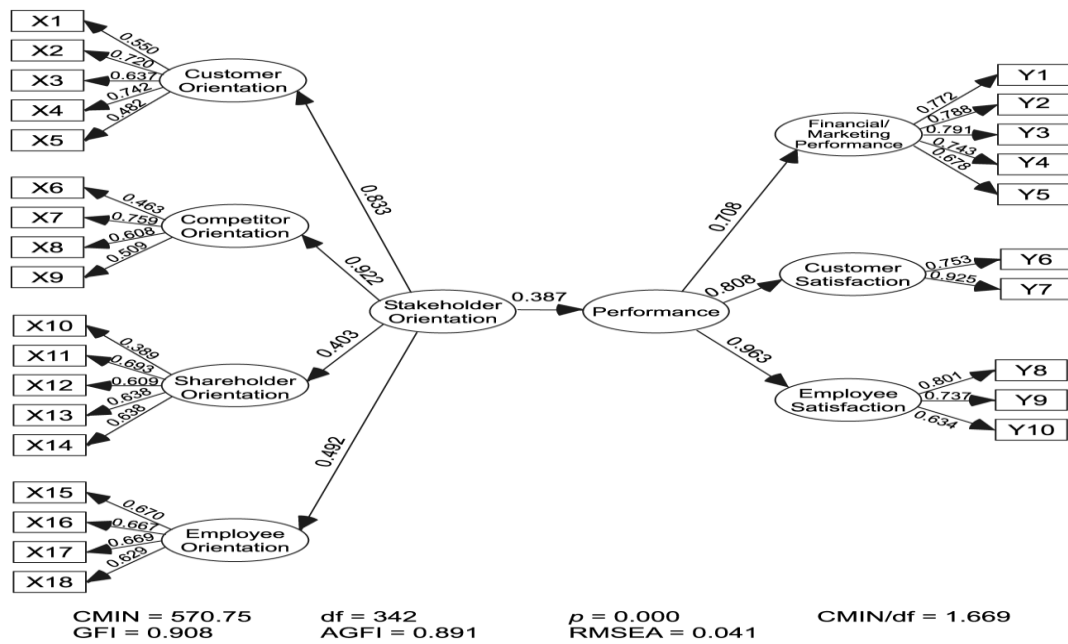 X1
X2
X3
X4
X5
0.550
0.720
0.637
0.742
0.482
Customer
Orientation
X6
X7
X8
X9
0.463
0.759
0.608
0.509
Competitor
Orientation
X10
X11
X12
X13
X14
0.389
0.693
0.609
0.638
0.638
Shareholder
Orientation
X15
X16
X17
X18
0.670
0.667
0.669
0.629
Employee
Orientation
0.833
0.922
0.403
0.492
Stakeholder
Orientation
0.387
Performance
0.708
0.808
0.963
Financial/
Marketing
Performance
0.772
0.788
0.791
0.743
0.678
Y1
Y2
Y3
Y4
Y5
Customer
Satisfaction
0.753
0.925
Y6
Y7
Employee
Satisfaction
0.801
0.737
0.634
Y8
Y9
Y10
CMIN = 570.75 df = 342 p = 0.000 CMIN/df = 1.669
GFI = 0.908 AGFI = 0.891 RMSEA = 0.041